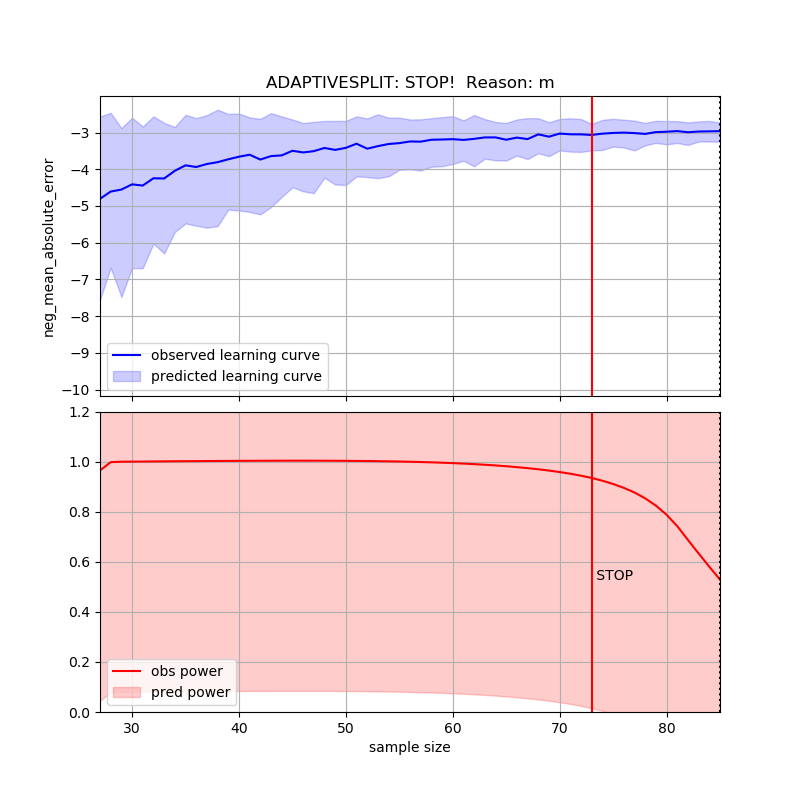 ADAPTIVESPLIT: STOP!  Reason: m
neg_mean_absolute_error
−3
−4
−5
−6
−7
−8
−9
−10
observed learning curve
predicted learning curve
1.2
1.0
0.8
0.6
0.4
0.2
0.0
STOP
obs power
pred power
30 40 50 60 70 80
sample size